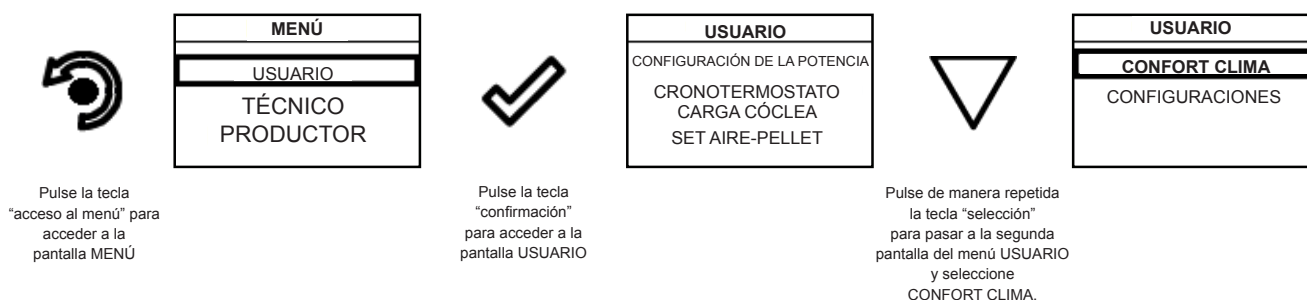 MENÚ
USUARIO
TÉCNICO
PRODUCTOR
Pulse la tecla
“acceso al menú” para
acceder a la
pantalla MENÚ
Pulse la tecla
“confirmación”
para acceder a la
pantalla USUARIO
USUARIO
CONFIGURACIÓN DE LA POTENCIA
CRONOTERMOSTATO
CARGA CÓCLEA
SET AIRE-PELLET
Pulse de manera repetida
la tecla “selección”
para pasar a la segunda
pantalla del menú USUARIO
y seleccione
CONFORT CLIMA.
USUARIO
CONFORT CLIMA
CONFIGURACIONES